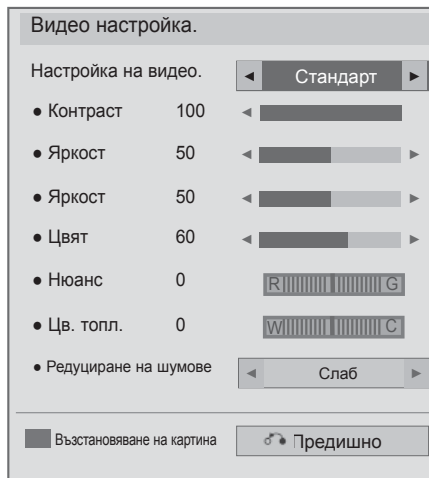 Видео настройка.
Настройка на видео. ◄ Стандарт ►
● Контраст 100
● Яркост 50
● Яркост 50
● Цвят 60
● Нюанс 0 R G
● Цв. топл. 0 W C
● Редуциране на шумове ◄ Слаб ►
Възстановяване на картина Предишно